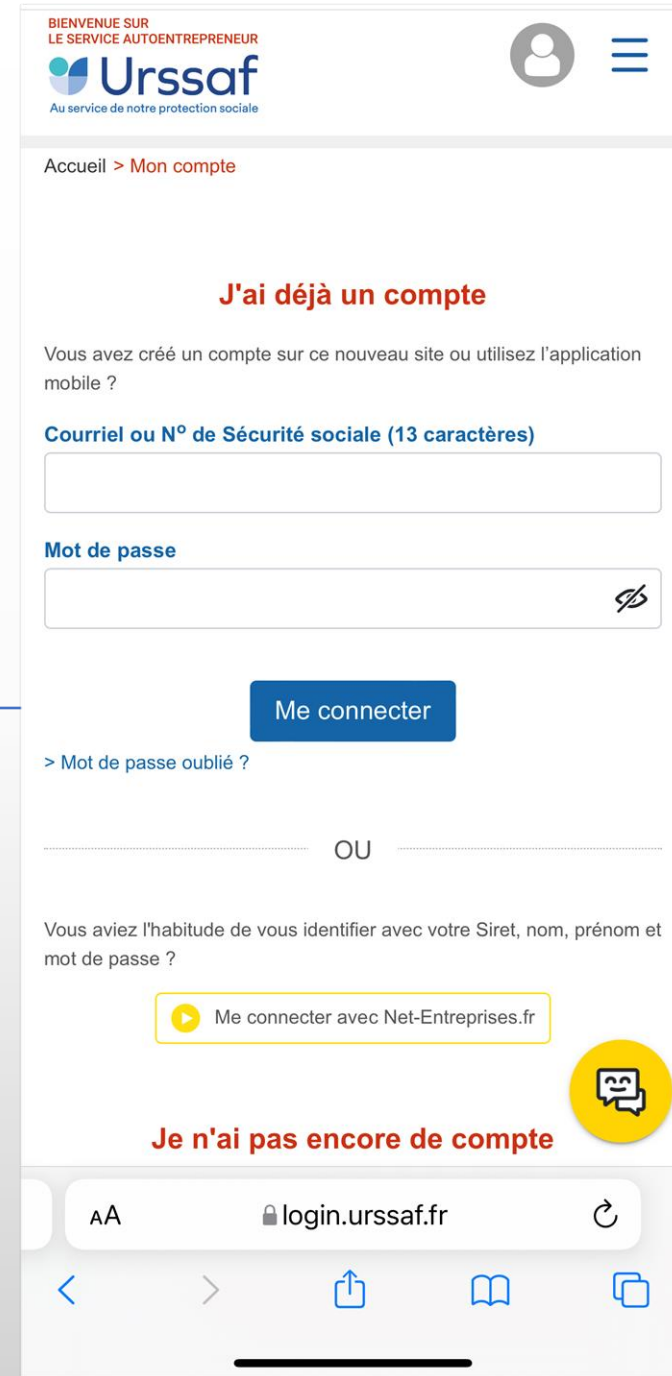 BIENVENUE SUR
LE SERVICE AUTOENTREPRENEUR
Urssaf
Au service de notre protection sociale
Accueil > Mon compte
J'ai déjà un compte
Vous avez créé un compte sur ce nouveau site ou utilisez l’application
mobile ?
Courriel ou Nº de Sécurité sociale (13 caractères)
Mot de passe
Me connecter
> Mot de passe oublié ?
OU
Vous aviez l'habitude de vous identifier avec votre Siret, nom, prénom et
mot de passe ?
Me connecter avec Net-Entreprises.fr
Je n'ai pas encore de compte
AA
login.urssaf.fr